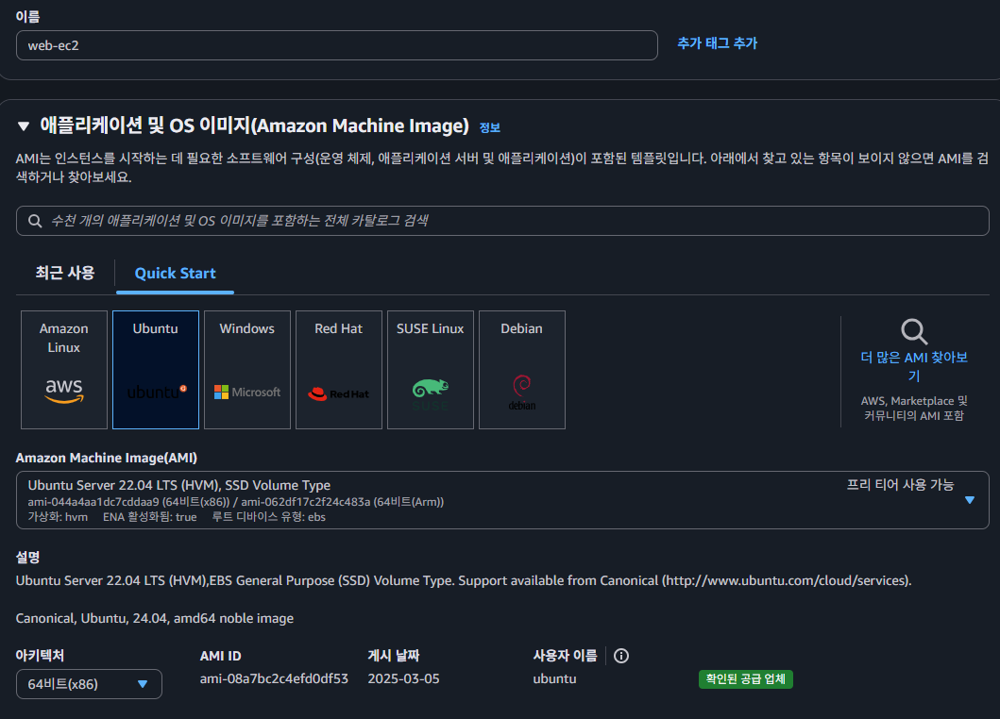 이름
web-ec2
추가 태그 추가
애플리케이션 및 OS 이미지(Amazon Machine Image) 정보
AMI는 인스턴스를 시작하는 데 필요한 소프트웨어 구성(운영 체제, 애플리케이션 서버 및 애플리케이션)이 포함된 템플릿입니다. 아래에서 찾고 있는 항목이 보이지 않으면 AMI를 검
색하거나 찾아보세요.
수천 개의 애플리케이션 및 OS 이미지를 포함하는 전체 카탈로그 검색
최근 사용
Quick Start
Amazon
Linux
aws
Ubuntu
ubuntu
Windows
Microsoft
Red Hat
Red Hat
SUSE Linux
SUSE
Debian
debian
더 많은 AMI 찾아보
기
AWS, Marketplace 및
커뮤니티의 AMI 포함
Amazon Machine Image(AMI)
Ubuntu Server 22.04 LTS (HVM), SSD Volume Type
프리 티어 사용 가능
ami-044a4aa1dc7cddaa9 (64비트(x86)) / ami-062df17c2f24c483a (64비트(Arm))
가상화: hvm ENA 활성화됨: true 루트 디바이스 유형: ebs
설명
Ubuntu Server 22.04 LTS (HVM),EBS General Purpose (SSD) Volume Type. Support available from Canonical (http://www.ubuntu.com/cloud/services).
Canonical, Ubuntu, 24.04, amd64 noble image
아키텍처
64비트(x86)
AMI ID
ami-08a7bc2c4efd0df53
게시 날짜
2025-03-05
사용자 이름
ubuntu
확인된 공급 업체